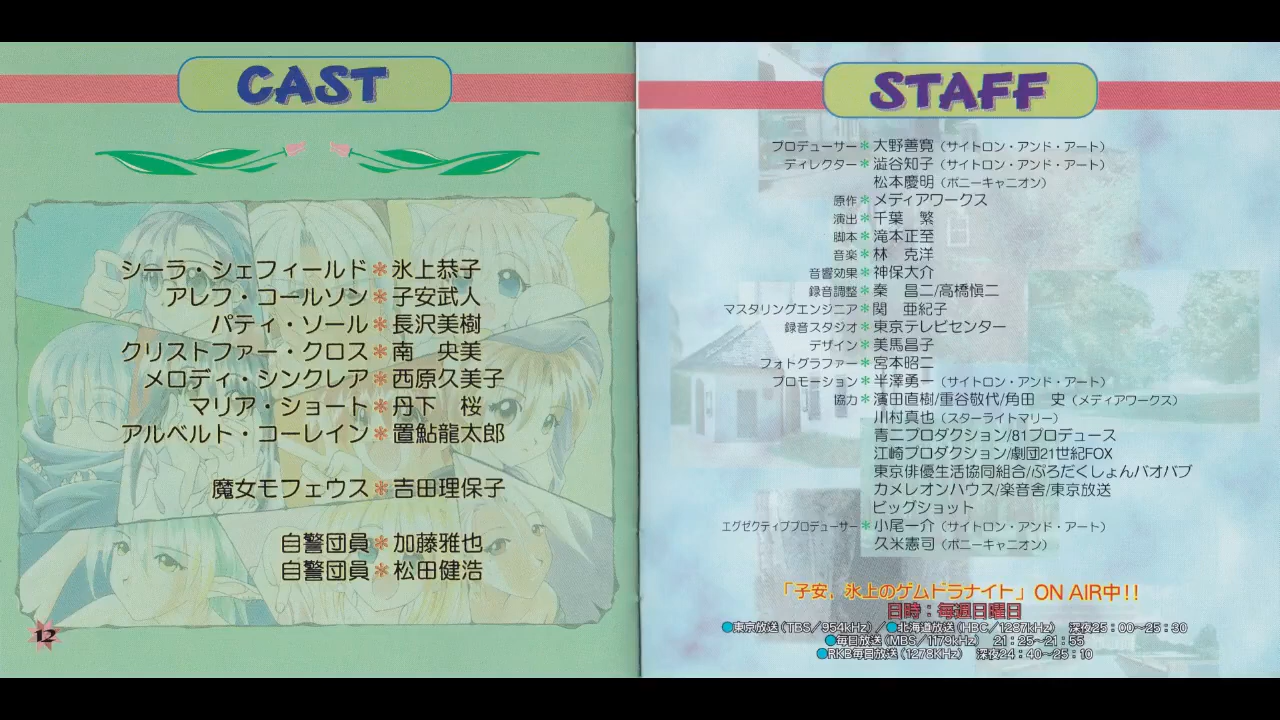 CAST
シーラ・シェフィールド＊氷上恭子
アレフ・コールソン＊子安武人
パティ・ソール＊長沢美樹
クリストファー・クロス＊南　央美
メロディ・シンクレア＊西原久美子
マリア・ショート＊丹下　桜
アルベルト・コーレイン＊置鮎龍太郎
魔女モフェウス＊吉田理保子
自警団員＊加藤雅也
自警団員＊松田健浩
12
STAFF
プロデューサー＊大野善寛（サイトロン・アンド・アート）
ディレクター＊澁谷知子（サイトロン・アンド・アート）
松本慶明（ポニーキャニオン）
原作＊メディアワークス
演出＊千葉　繁
脚本＊滝本正至
音楽＊林　克洋
音響効果＊神保大介
録音調整＊秦　昌二/高橋慎二
マスタリングエンジニア＊関　亜紀子
録音スタジオ＊東京テレビセンター
デザイン＊美馬昌子
フォトグラファー＊宮本昭二
プロモーション＊半澤勇一（サイトロン・アンド・アート）
協力＊濱田直樹/重谷敬代/角田　史（メディアワークス）
川村真也（スターライトマリー）
青二プロダクション/81プロデュース
江崎プロダクション/劇団21世紀FOX
東京俳優生活協同組合/ぷろだくしょんバオバブ
カメレオンハウス/楽音舎/東京放送
ビッグショット
エグゼクティブプロデューサー＊小尾一介（サイトロン・アンド・アート）
久米憲司（ポニーキャニオン）
「子安，氷上のゲムドラナイト」ON AIR中!!
日時：毎週日曜日
●東京放送（TBS／954kHz）／●北海道放送（HBC／1287kHz）　深夜25：00〜25：30
●毎日放送（MBS／1179kHz）　21：25〜21：55
●RKB毎日放送（1278KHz）　深夜24：40〜25：10